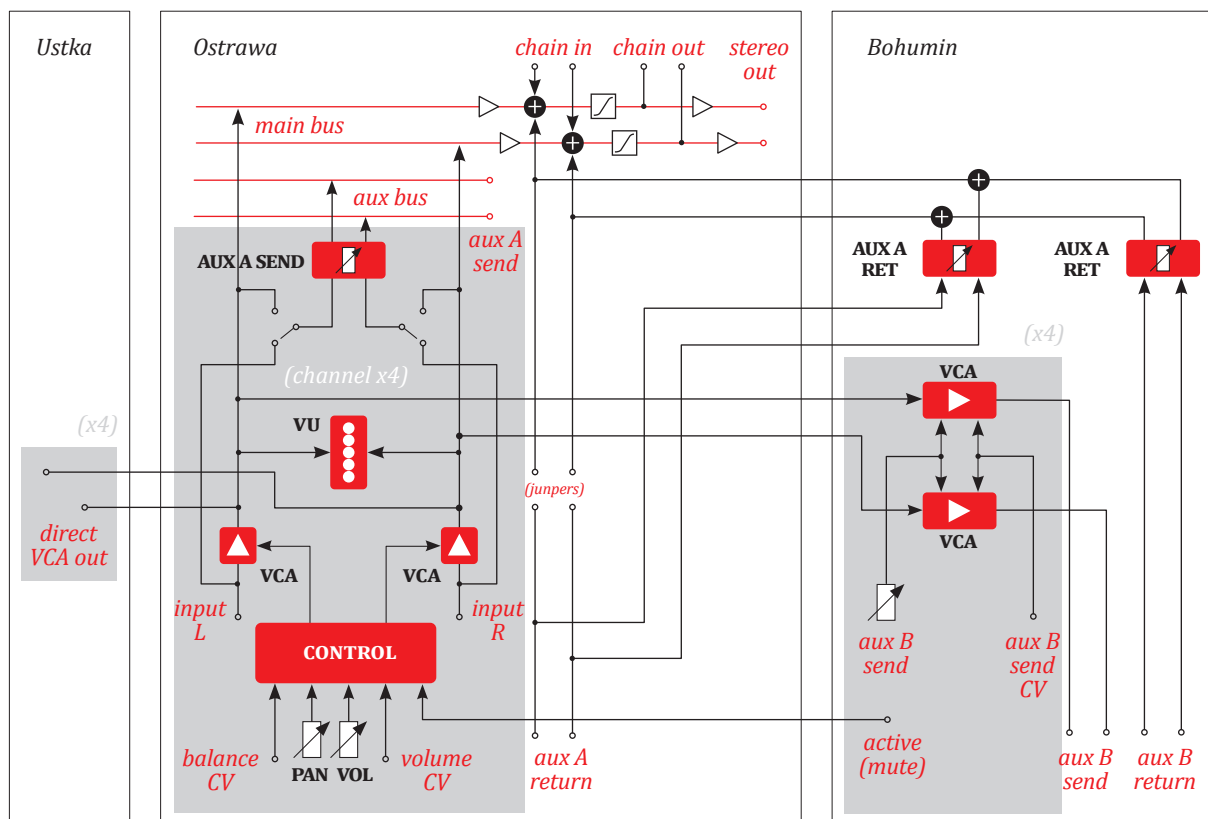 Ustka
Ostrawa
Bohumin
chain in
chain out
stereo
out
main bus
aux bus
aux A
send
AUX A SEND
AUX A
RET
AUX A
RET
(x4)
(channel x4)
VCA
(x4)
VU
(junpers)
direct
VCA out
VCA
VCA
VCA
input
L
input
R
CONTROL
aux B
send
aux B
send
CV
balance
CV
PAN
VOL
volume
CV
aux A
return
active
(mute)
aux B
send
aux B
return